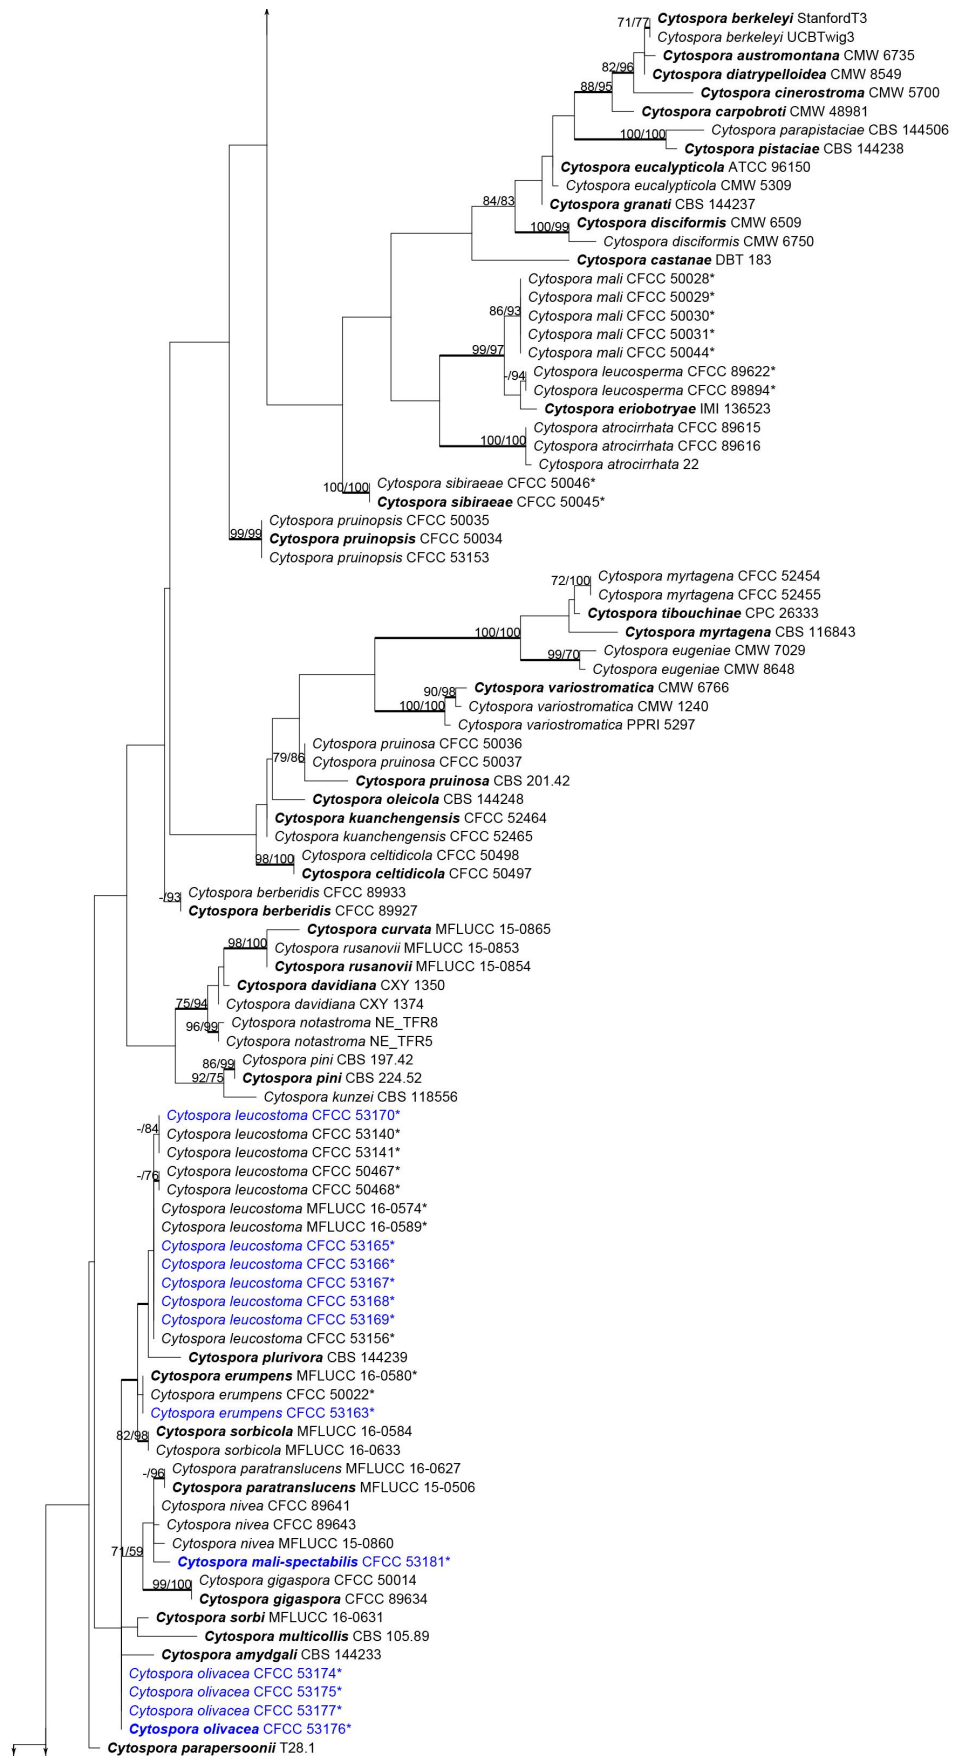 71/77
Cytospora berkeleyi StanfordT3
Cytospora berkeleyi UCBTwig3
Cytospora austromontana CMW 6735
82/96
Cytospora diatrypelloidea CMW 8549
88/95
Cytospora cinerostroma CMW 5700
Cytospora carpobroti CMW 48981
100/100
Cytospora parapistaciae CBS 144506
Cytospora pistaciae CBS 144238
Cytospora eucalypticola ATCC 96150
Cytospora eucalypticola CMW 5309
84/83
Cytospora granati CBS 144237
100/99
Cytospora disciformis CMW 6509
Cytospora disciformis CMW 6750
Cytospora castanae DBT 183
Cytospora mali CFCC 50028*
Cytospora mali CFCC 50029*
86/93
Cytospora mali CFCC 50030*
Cytospora mali CFCC 50031*
99/97
Cytospora mali CFCC 50044*
-/94
Cytospora leucosperma CFCC 89622*
Cytospora leucosperma CFCC 89894*
Cytospora eriobotryae IMI 136523
Cytospora atrocirrhata CFCC 89615
100/100
Cytospora atrocirrhata CFCC 89616
Cytospora atrocirrhata 22
100/100
Cytospora sibiraeae CFCC 50046*
Cytospora sibiraeae CFCC 50045*
Cytospora pruinopsis CFCC 50035
99/99
Cytospora pruinopsis CFCC 50034
Cytospora pruinopsis CFCC 53153
72/100
Cytospora myrtagena CFCC 52454
Cytospora myrtagena CFCC 52455
Cytospora tibouchinae CPC 26333
100/100
Cytospora myrtagena CBS 116843
99/70
Cytospora eugeniae CMW 7029
Cytospora eugeniae CMW 8648
90/98
Cytospora variostromatica CMW 6766
100/100
Cytospora variostromatica CMW 1240
Cytospora variostromatica PPRI 5297
Cytospora pruinosa CFCC 50036
79/86
Cytospora pruinosa CFCC 50037
Cytospora pruinosa CBS 201.42
Cytospora oleicola CBS 144248
Cytospora kuanchengensis CFCC 52464
Cytospora kuanchengensis CFCC 52465
98/100
Cytospora celtidicola CFCC 50498
Cytospora celtidicola CFCC 50497
-/93
Cytospora berberidis CFCC 89933
Cytospora berberidis CFCC 89927
Cytospora curvata MFLUCC 15-0865
98/100
Cytospora rusanovii MFLUCC 15-0853
Cytospora rusanovii MFLUCC 15-0854
Cytospora davidiana CXY 1350
75/94
Cytospora davidiana CXY 1374
96/99
Cytospora notastroma NE_TFR8
Cytospora notastroma NE_TFR5
86/99
Cytospora pini CBS 197.42
92/75
Cytospora pini CBS 224.52
Cytospora kunzei CBS 118556
Cytospora leucostoma CFCC 53170*
-/84
Cytospora leucostoma CFCC 53140*
Cytospora leucostoma CFCC 53141*
-/76
Cytospora leucostoma CFCC 50467*
Cytospora leucostoma CFCC 50468*
Cytospora leucostoma MFLUCC 16-0574*
Cytospora leucostoma MFLUCC 16-0589*
Cytospora leucostoma CFCC 53165*
Cytospora leucostoma CFCC 53166*
Cytospora leucostoma CFCC 53167*
Cytospora leucostoma CFCC 53168*
Cytospora leucostoma CFCC 53169*
Cytospora leucostoma CFCC 53156*
Cytospora plurivora CBS 144239
Cytospora erumpens MFLUCC 16-0580*
Cytospora erumpens CFCC 50022*
Cytospora erumpens CFCC 53163*
82/98
Cytospora sorbicola MFLUCC 16-0584
Cytospora sorbicola MFLUCC 16-0633
-/96
Cytospora paratranslucens MFLUCC 16-0627
Cytospora paratranslucens MFLUCC 15-0506
Cytospora nivea CFCC 89641
Cytospora nivea CFCC 89643
71/59
Cytospora nivea MFLUCC 15-0860
Cytospora mali-spectabilis CFCC 53181*
99/100
Cytospora gigaspora CFCC 50014
Cytospora gigaspora CFCC 89634
Cytospora sorbi MFLUCC 16-0631
Cytospora multicollis CBS 105.89
Cytospora amydgali CBS 144233
Cytospora olivacea CFCC 53174*
Cytospora olivacea CFCC 53175*
Cytospora olivacea CFCC 53177*
Cytospora olivacea CFCC 53176*
Cytospora parapersoonii T28.1